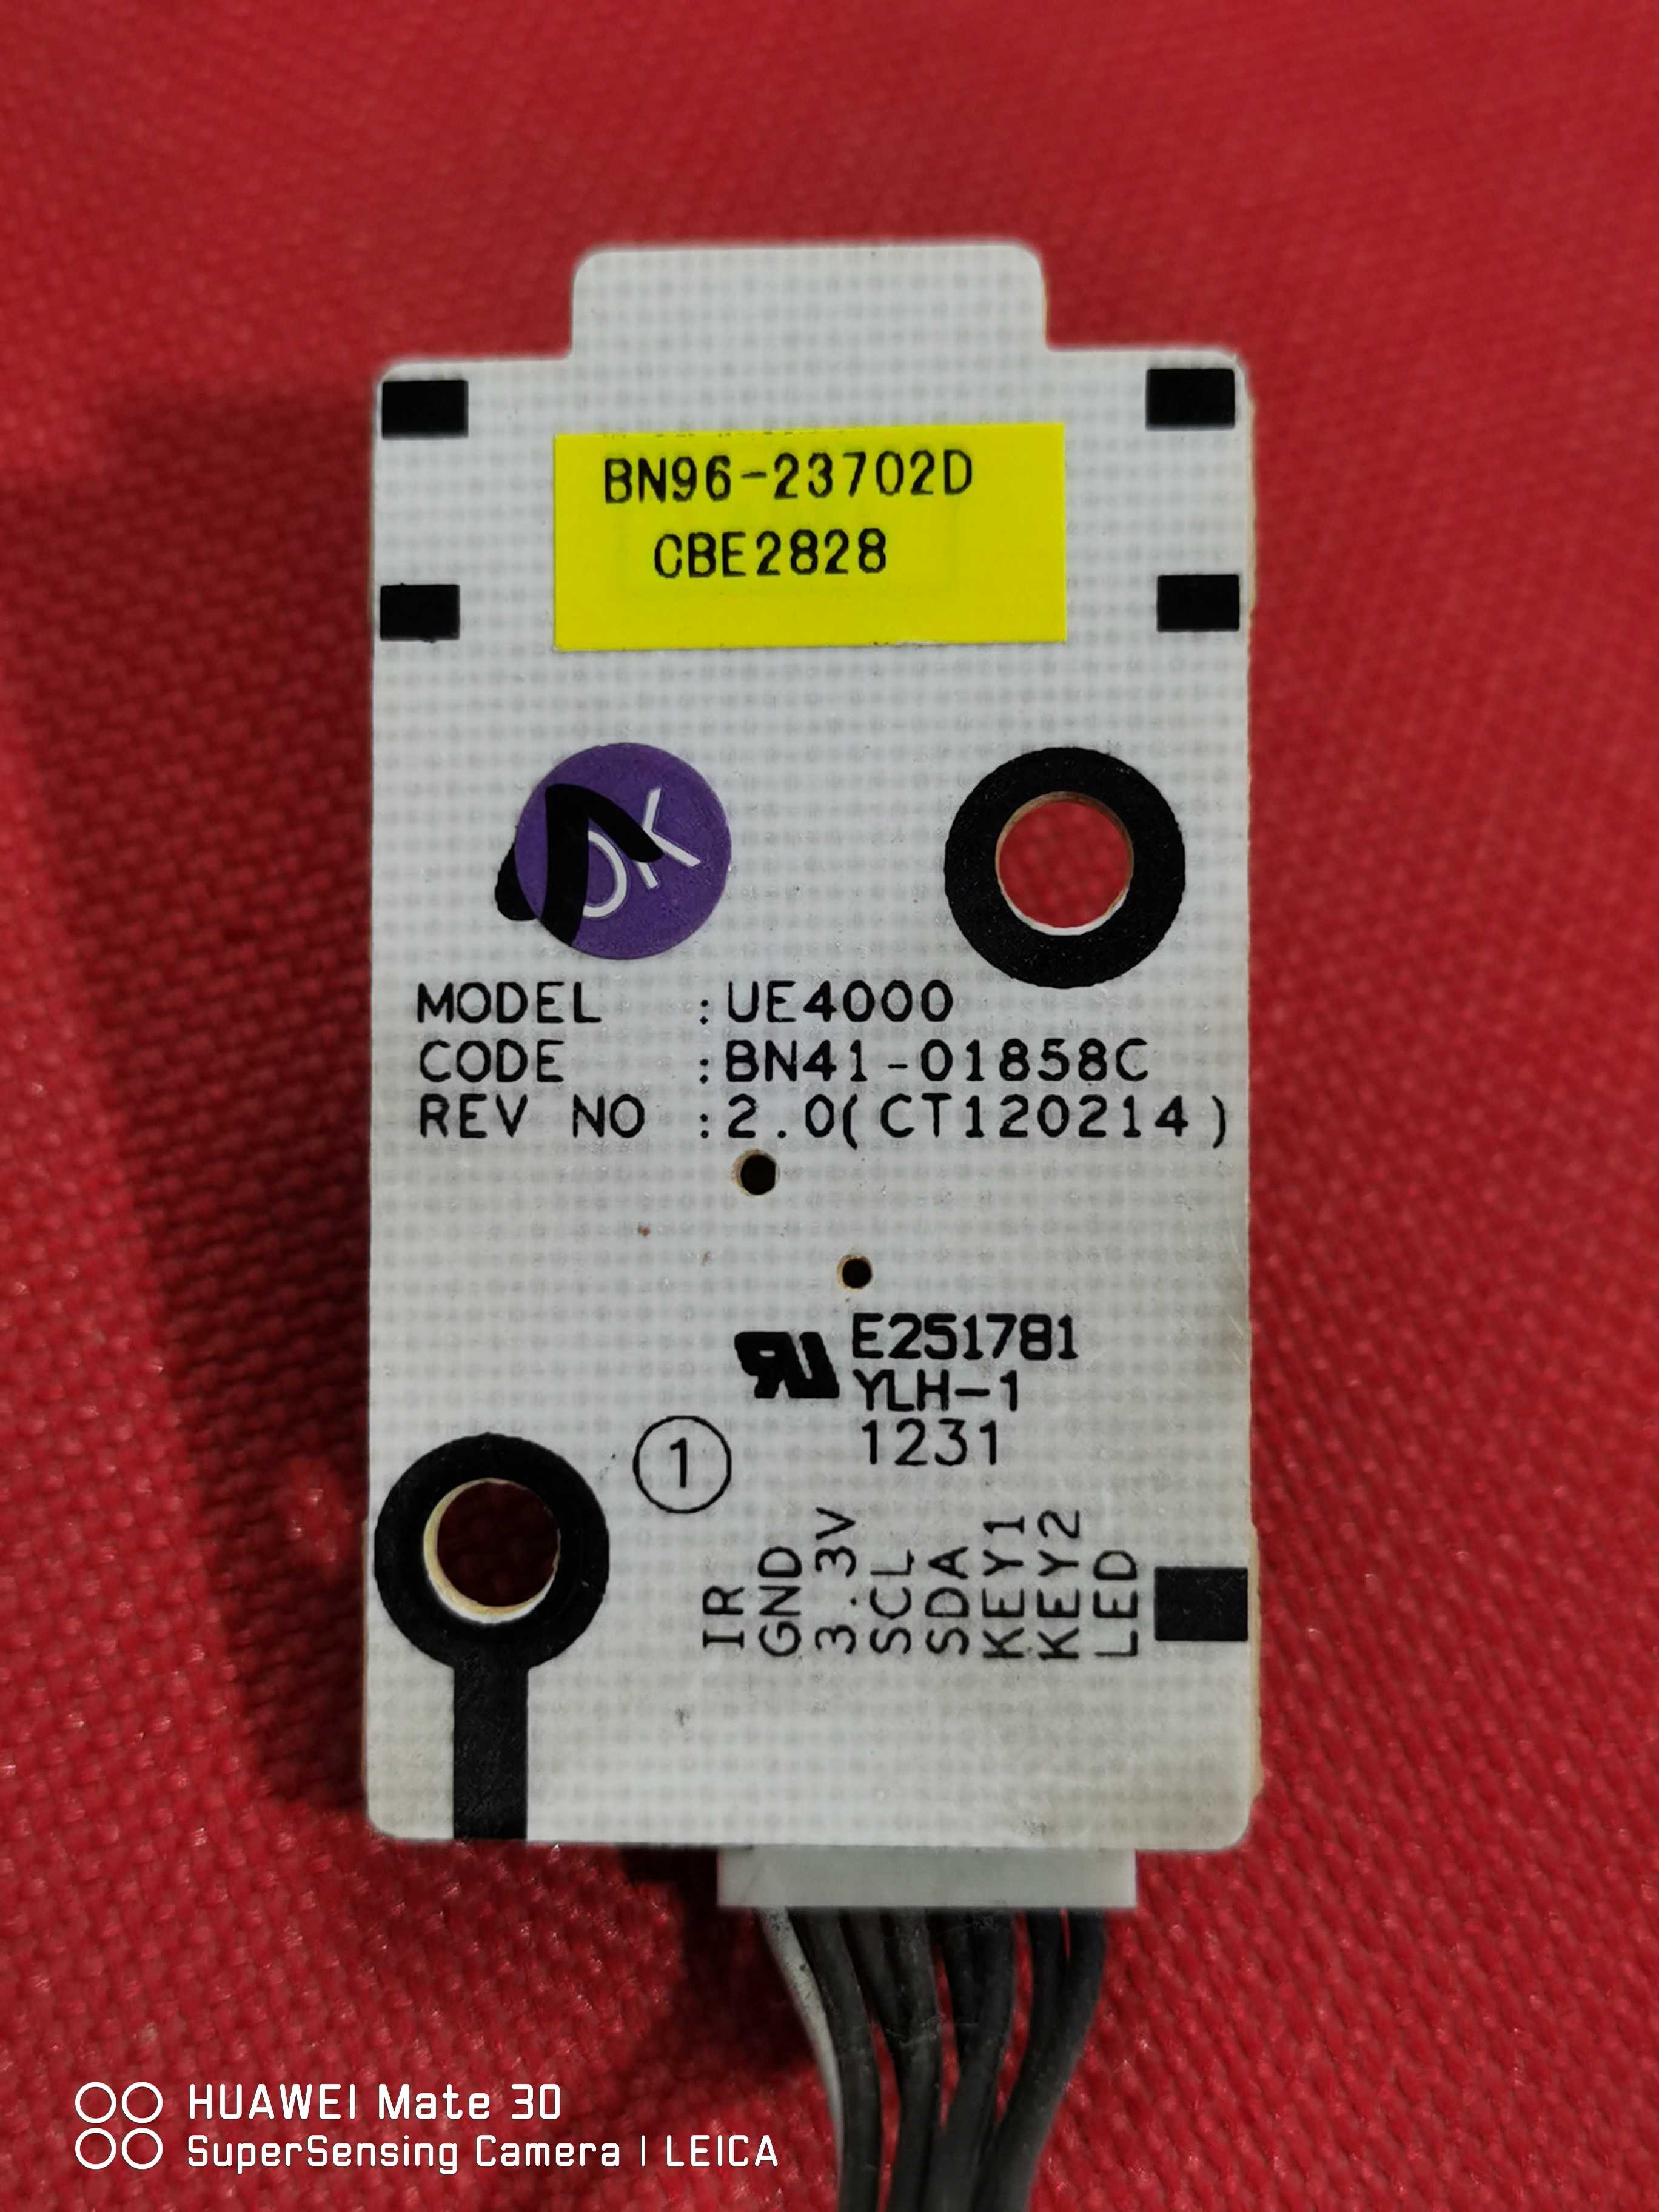 BN96-23702D
CBE2828
OK
MODEL :UE4000
CODE :BN41-01858C
REV NO :2.0(CT120214)
E251781
YLH-1
1231
1
IR
GND
3.3V
SCL
SDA
KEY1
KEY2
LED
HUAWEI Mate 30
SuperSensing Camera | LEICA